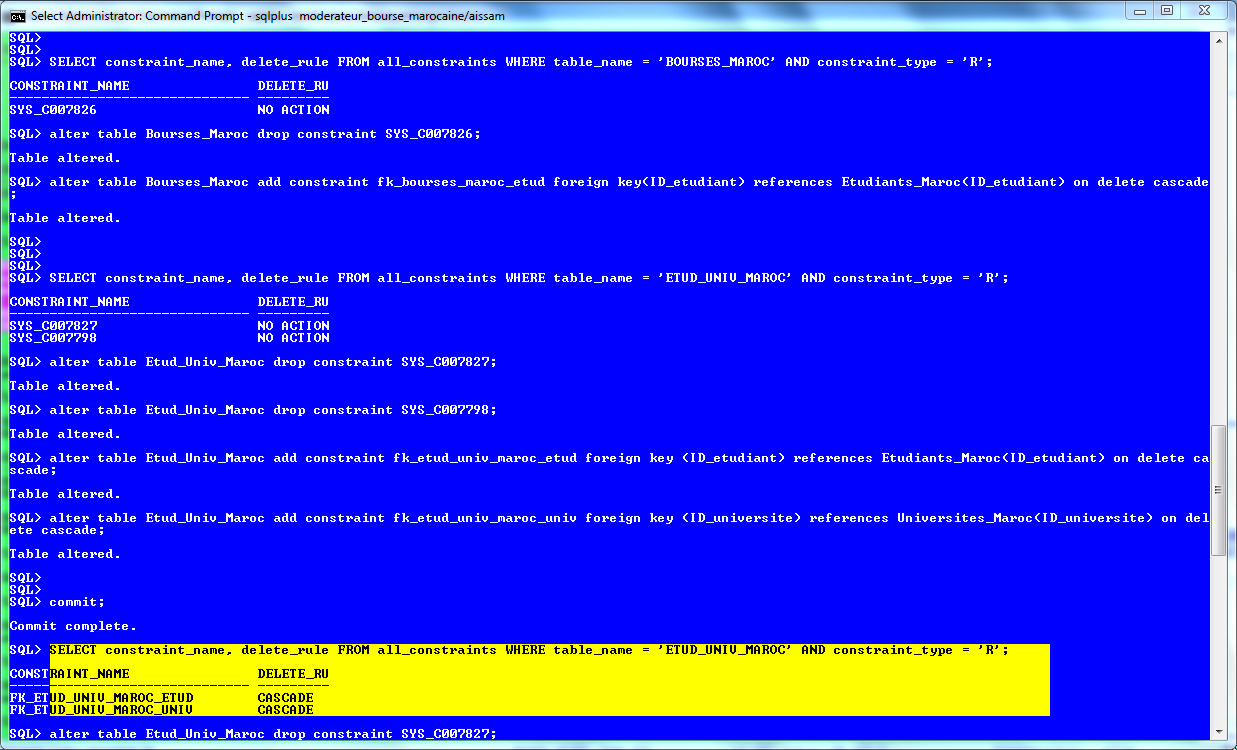 Select Administrator: Command Prompt - sqlplus  moderateur_bourse_marocaine/aissam
SQL>
SQL>
SQL> SELECT constraint_name, delete_rule FROM all_constraints WHERE table_name = 'BOURSES_MAROC' AND constraint_type = 'R';
CONSTRAINT_NAME                DELETE_RU
------------------------------ ---------
SYS_C007826                    NO ACTION
SQL> alter table Bourses_Maroc drop constraint SYS_C007826;
Table altered.
SQL> alter table Bourses_Maroc add constraint fk_bourses_maroc_etud foreign key(ID_etudiant) references Etudiants_Maroc(ID_etudiant) on delete cascade
;
Table altered.
SQL>
SQL>
SQL>
SQL> SELECT constraint_name, delete_rule FROM all_constraints WHERE table_name = 'ETUD_UNIV_MAROC' AND constraint_type = 'R';
CONSTRAINT_NAME                DELETE_RU
------------------------------ ---------
SYS_C007827                    NO ACTION
SYS_C007798                    NO ACTION
SQL> alter table Etud_Univ_Maroc drop constraint SYS_C007827;
Table altered.
SQL> alter table Etud_Univ_Maroc drop constraint SYS_C007798;
Table altered.
SQL> alter table Etud_Univ_Maroc add constraint fk_etud_univ_maroc_etud foreign key (ID_etudiant) references Etudiants_Maroc(ID_etudiant) on delete ca
scade;
Table altered.
SQL> alter table Etud_Univ_Maroc add constraint fk_etud_univ_maroc_univ foreign key (ID_universite) references Universites_Maroc(ID_universite) on del
ete cascade;
Table altered.
SQL>
SQL>
SQL> commit;
Commit complete.
SQL> SELECT constraint_name, delete_rule FROM all_constraints WHERE table_name = 'ETUD_UNIV_MAROC' AND constraint_type = 'R';
CONSTRAINT_NAME                DELETE_RU
------------------------------ ---------
FK_ETUD_UNIV_MAROC_ETUD        CASCADE
FK_ETUD_UNIV_MAROC_UNIV        CASCADE
SQL> alter table Etud_Univ_Maroc drop constraint SYS_C007827;